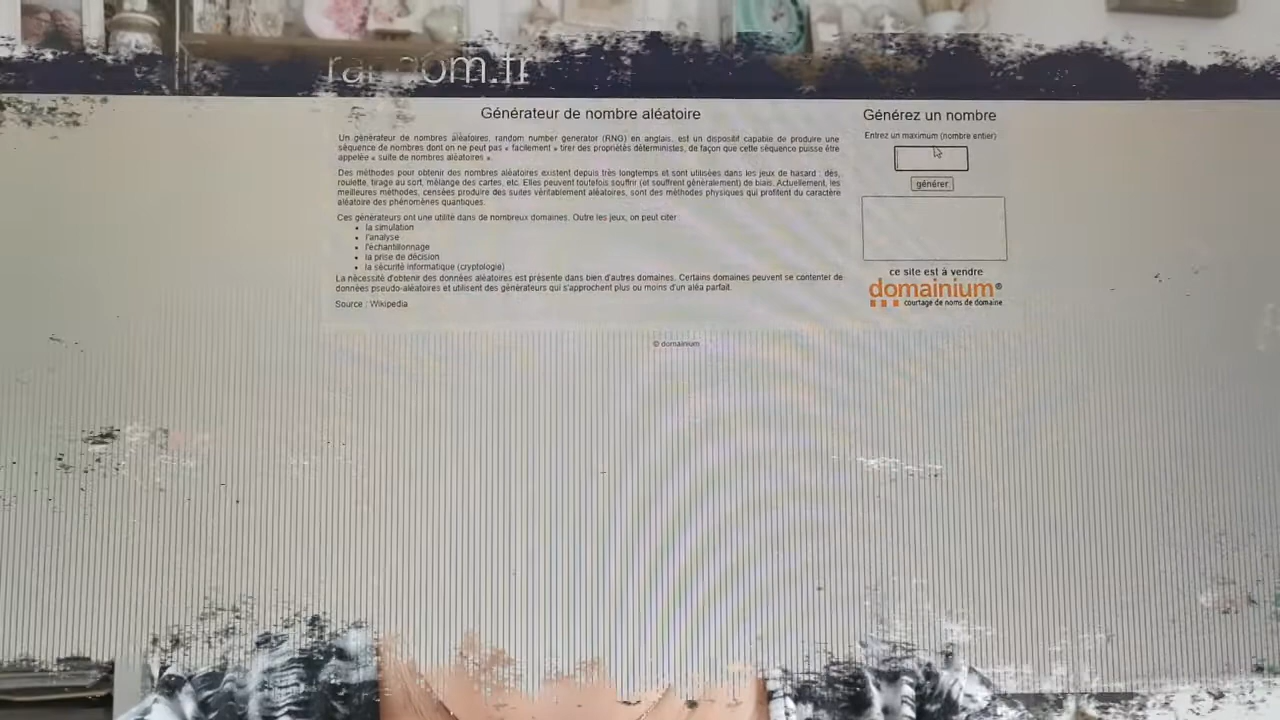 random.fr
Générateur de nombre aléatoire
Un générateur de nombres aléatoires, random number generator (RNG) en anglais, est un dispositif capable de produire une
séquence de nombres dont on ne peut pas « facilement » tirer des propriétés déterministes, de façon que cette séquence puisse être
appelée « suite de nombres aléatoires ».
Des méthodes pour obtenir des nombres aléatoires existent depuis très longtemps et sont utilisées dans les jeux de hasard : dés,
roulette, tirage au sort, mélange des cartes, etc. Elles peuvent toutefois souffrir (et souffrent généralement) de biais. Actuellement, les
meilleures méthodes, censées produire des suites véritablement aléatoires, sont des méthodes physiques qui profitent du caractère
aléatoire des phénomènes quantiques.
Ces générateurs ont une utilité dans de nombreux domaines. Outre les jeux, on peut citer :
• la simulation
• l'analyse
• l'échantillonnage
• la prise de décision
• la sécurité informatique (cryptologie)
La nécessité d'obtenir des données aléatoires est présente dans bien d'autres domaines. Certains domaines peuvent se contenter de
données pseudo-aléatoires et utilisent des générateurs qui s'approchent plus ou moins d'un aléa parfait.
Source : Wikipedia
Générez un nombre
Entrez un maximum (nombre entier)
générer
ce site est à vendre
domainium®
courtage de noms de domaine
© domainium